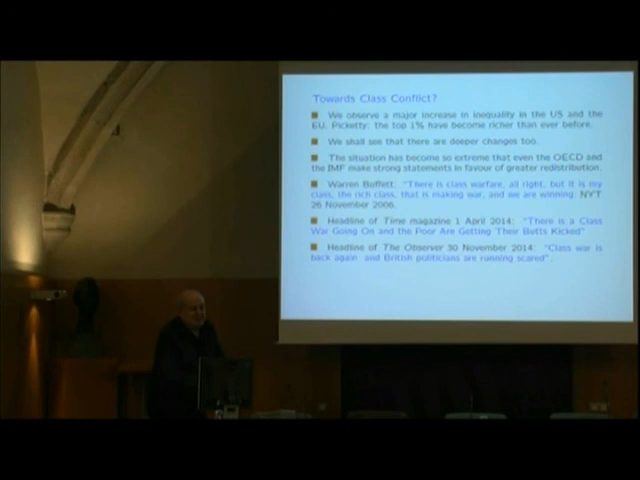 Towards Class Conflict?
We observe a major increase in inequality in the US and the
EU. Picketty: the top 1% have become richer than ever before.
We shall see that there are deeper changes too.
The situation has become so extreme that even the OECD and
the IMF make strong statements in favour of greater redistribution.
Warren Buffett: "There is class warfare, all right, but it is my
class, the rich class, that is making war, and we are winning. NYT
26 November 2006.
Headline of Time magazine 1 April 2014: "There is a Class
War Going On and the Poor Are Getting Their Butts Kicked"
Headline of The Observer 30 November 2014: "Class war is
back again and British politicians are running scared".